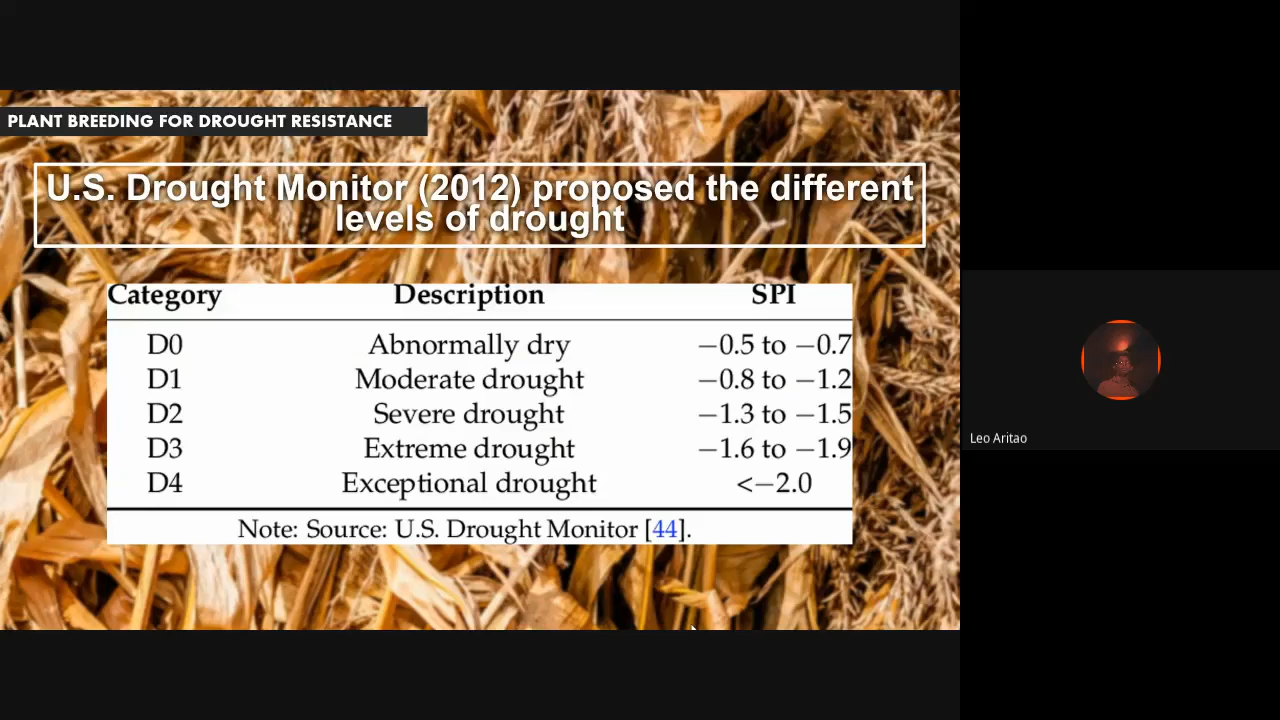 PLANT BREEDING FOR DROUGHT RESISTANCE
U.S. Drought Monitor (2012) proposed the different
levels of drought
Category Description SPI
D0 Abnormally dry −0.5 to −0.7
D1 Moderate drought −0.8 to −1.2
D2 Severe drought −1.3 to −1.5
D3 Extreme drought −1.6 to −1.9
D4 Exceptional drought <−2.0
Note: Source: U.S. Drought Monitor [44].
Leo Aritao